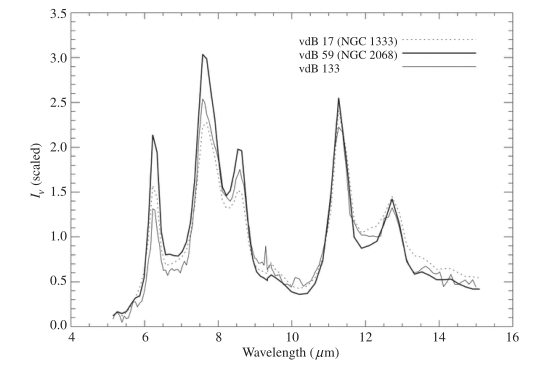 3.5
3.0
2.5
2.0
1.5
1.0
0.5
0.0
Iν (scaled)
vdB 17 (NGC 1333)
vdB 59 (NGC 2068)
vdB 133
4 6 8 10 12 14 16
Wavelength (μm)